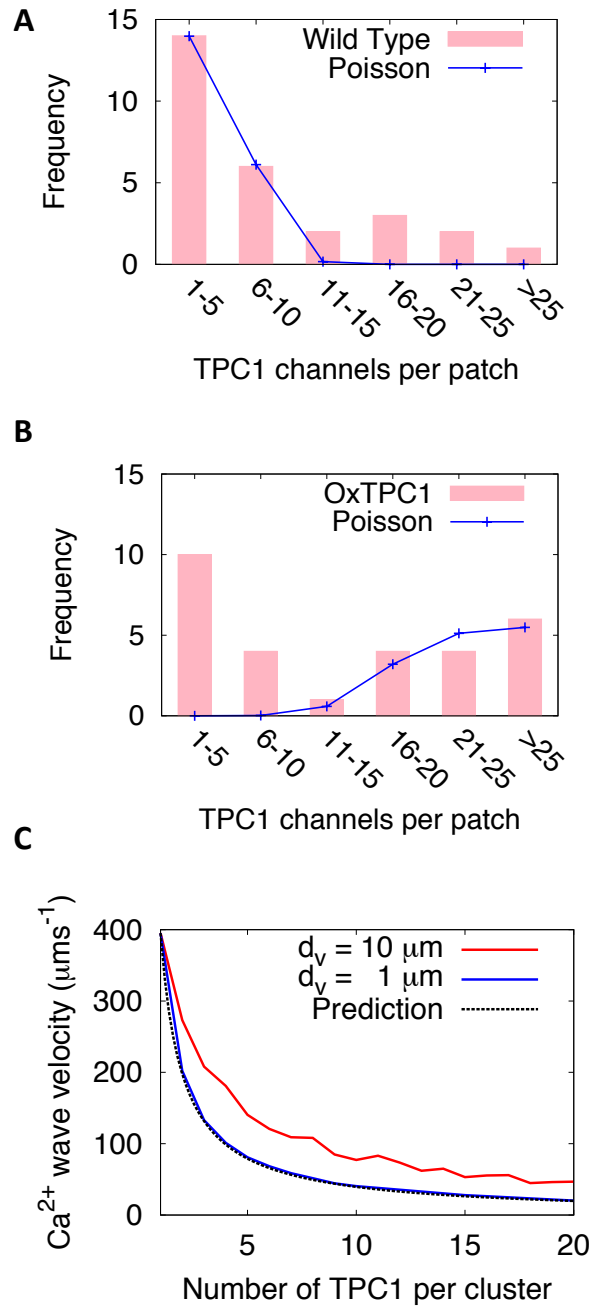 A
Wild Type
Poisson
Frequency
15
10
5
0
1-5
6-10
11-15
16-20
21-25
>25
TPC1 channels per patch
B
OxTPC1
Poisson
Frequency
15
10
5
0
1-5
6-10
11-15
16-20
21-25
>25
TPC1 channels per patch
C
dᵥ = 10 μm
dᵥ = 1 μm
Prediction
Ca²⁺ wave velocity (μms⁻¹)
400
300
200
100
0
5
10
15
20
Number of TPC1 per cluster